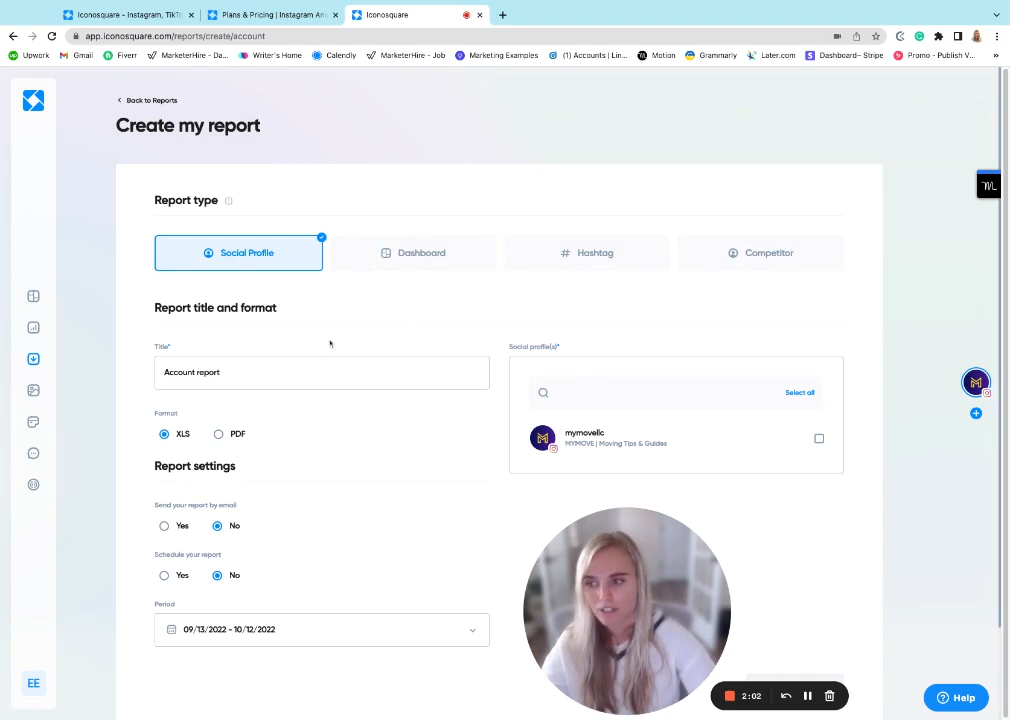 Iconosquare - Instagram, TikTo
Plans & Pricing | Instagram Ana
Iconosquare
app.iconosquare.com/reports/create/account
Upwork
Gmail
Fiverr
MarketerHire - Da...
Writer's Home
Calendly
MarketerHire - Job
Marketing Examples
(1) Accounts | Lin...
Motion
Grammarly
Later.com
Dashboard– Stripe
Promo - Publish V...
Back to Reports
Create my report
Report type
Social Profile
Dashboard
Hashtag
Competitor
Report title and format
Title*
Account report
Social profile(s)*
Select all
mymovellc
MYMOVE | Moving Tips & Guides
Format
XLS
PDF
Report settings
Send your report by email
Yes
No
Schedule your report
Yes
No
Period
09/13/2022 - 10/12/2022
EE
2:02
Help